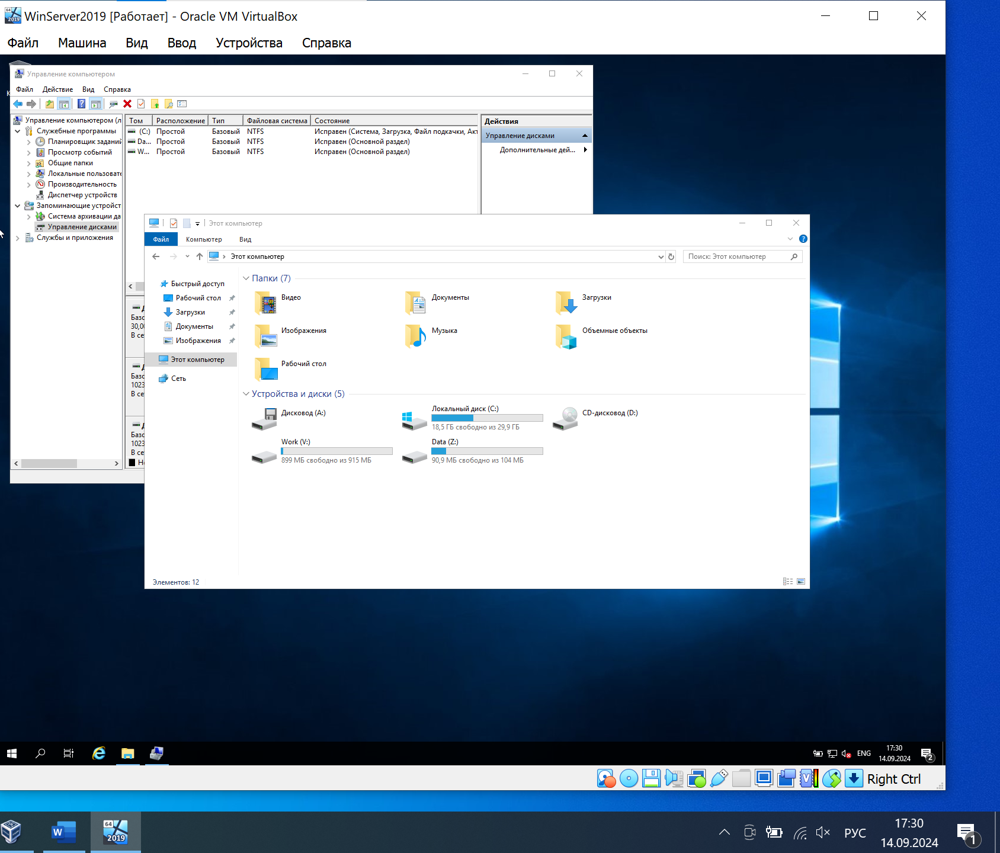 WinServer2019 [Работает] - Oracle VM VirtualBox
Файл Машина Вид Ввод Устройства Справка
Управление компьютером
Файл Действие Вид Справка
Управление компьютером (л
Служебные программы
Планировщик заданий
Просмотр событий
Общие папки
Локальные пользовате
Производительность
Диспетчер устройств
Запоминающие устройст
Система архивации да
Управление дисками
Службы и приложения
Том Расположение Тип Файловая система Состояние
(C:) Простой Базовый NTFS Исправен (Система, Загрузка, Файл подкачки, Акт
Da... Простой Базовый NTFS Исправен (Основной раздел)
W... Простой Базовый NTFS Исправен (Основной раздел)
Действия
Управление дисками
Дополнительные дей...
Базо
30,0
В се
Базо
1023
В се
Базо
1023
В се
Не
Этот компьютер
Файл Компьютер Вид
Этот компьютер
Поиск: Этот компьютер
Быстрый доступ
Рабочий стол
Загрузки
Документы
Изображения
Этот компьютер
Сеть
Папки (7)
Видео Документы Загрузки
Изображения Музыка Объемные объекты
Рабочий стол
Устройства и диски (5)
Дисковод (A:)
Локальный диск (C:)
18,5 ГБ свободно из 29,9 ГБ
CD-дисковод (D:)
Work (V:)
899 МБ свободно из 915 МБ
Data (Z:)
90,9 МБ свободно из 104 МБ
Элементов: 12
ENG
17:30
14.09.2024
2
Right Ctrl
W
64
2019
РУС
17:30
14.09.2024
1